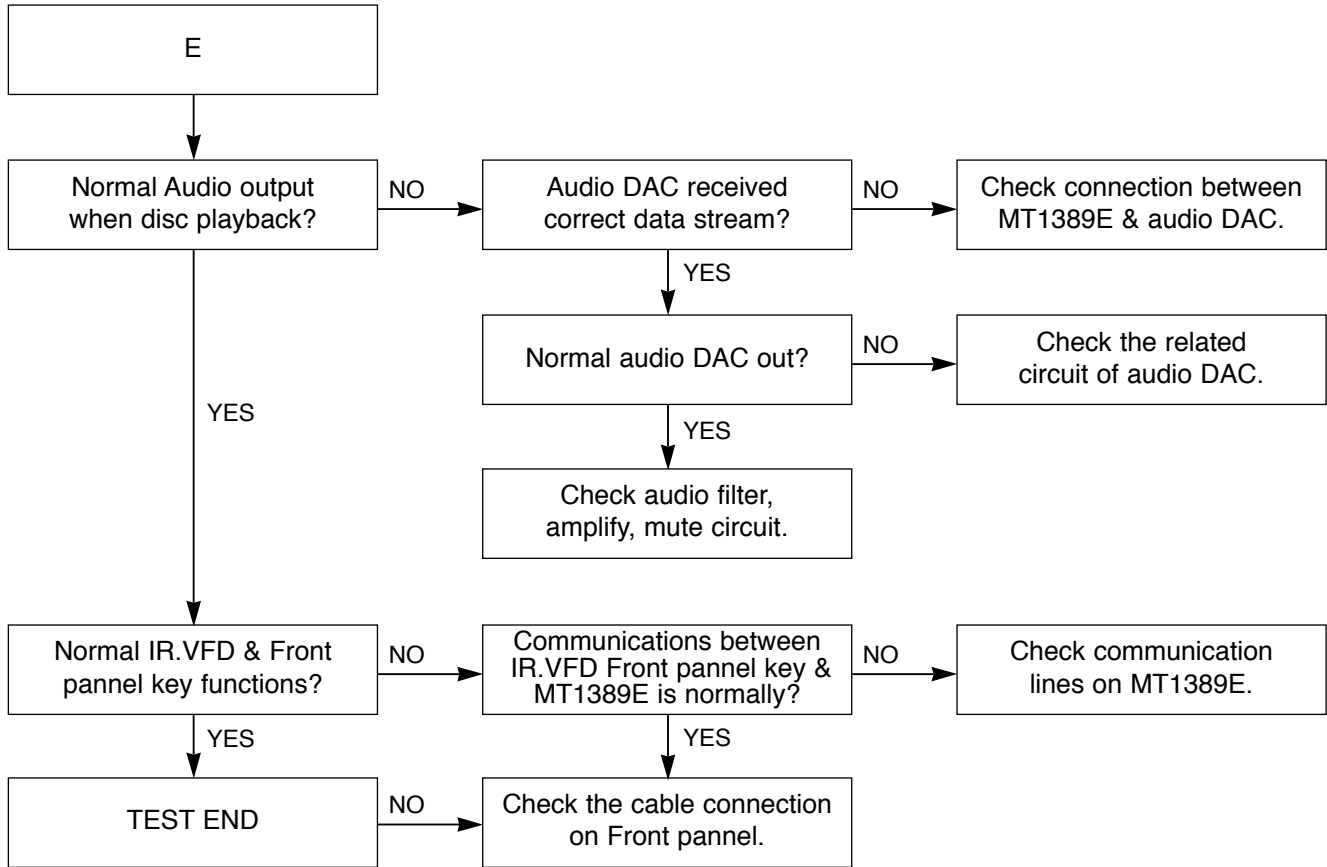 E
Normal Audio output
when disc playback?
NO
Audio DAC received
correct data stream?
NO
Check connection between
MT1389E & audio DAC.
YES
Normal audio DAC out?
NO
Check the related
circuit of audio DAC.
YES
YES
Check audio filter,
amplify, mute circuit.
Normal IR.VFD & Front
pannel key functions?
NO
Communications between
IR.VFD Front pannel key &
MT1389E is normally?
NO
Check communication
lines on MT1389E.
YES
YES
TEST END
NO
Check the cable connection
on Front pannel.